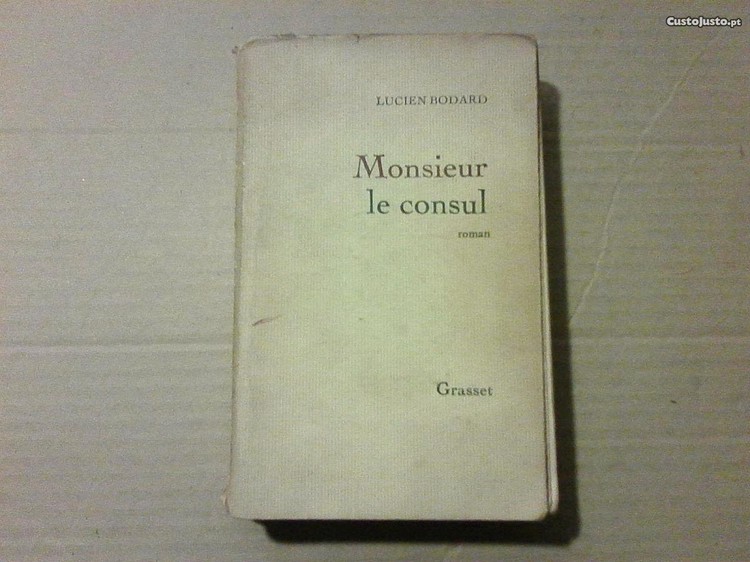 CustoJusto.pt
LUCIEN BODARD
Monsieur
le consul
roman
Grasset